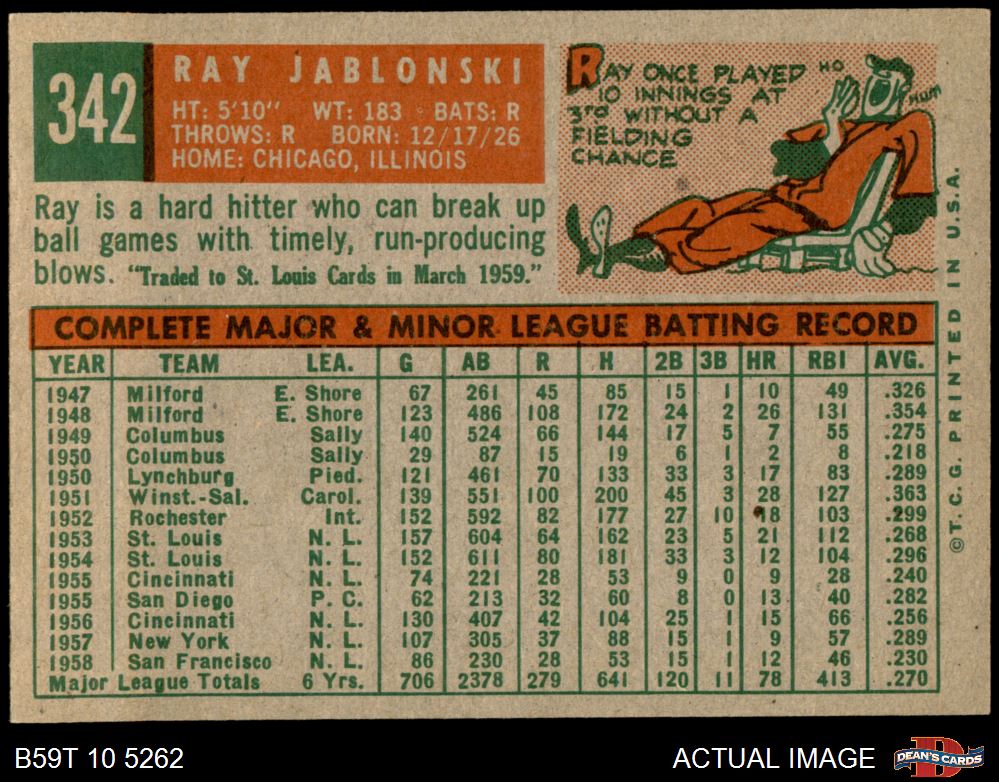 342
RAY JABLONSKI
HT: 5'10" WT: 183 BATS: R
THROWS: R BORN: 12/17/26
HOME: CHICAGO, ILLINOIS
RAY ONCE PLAYED
10 INNINGS AT
3RD WITHOUT A
FIELDING
CHANCE
HO
HUM
Ray is a hard hitter who can break up
ball games with timely, run-producing
blows. "Traded to St. Louis Cards in March 1959."
COMPLETE MAJOR & MINOR LEAGUE BATTING RECORD
YEAR TEAM LEA. G AB R H 2B 3B HR RBI AVG.
1947 Milford E. Shore 67 261 45 85 15 1 10 49 .326
1948 Milford E. Shore 123 486 108 172 24 2 26 131 .354
1949 Columbus Sally 140 524 66 144 17 5 7 55 .275
1950 Columbus Sally 29 87 15 19 6 1 2 8 .218
1950 Lynchburg Pied. 121 461 70 133 33 3 17 83 .289
1951 Winst.-Sal. Carol. 139 551 100 200 45 3 28 127 .363
1952 Rochester Int. 152 592 82 177 27 10 18 103 .299
1953 St. Louis N. L. 157 604 64 162 23 5 21 112 .268
1954 St. Louis N. L. 152 611 80 181 33 3 12 104 .296
1955 Cincinnati N. L. 74 221 28 53 9 0 9 28 .240
1955 San Diego P. C. 62 213 32 60 8 0 13 40 .282
1956 Cincinnati N. L. 130 407 42 104 25 1 15 66 .256
1957 New York N. L. 107 305 37 88 15 1 9 57 .289
1958 San Francisco N. L. 86 230 28 53 15 1 12 46 .230
Major League Totals 6 Yrs. 706 2378 279 641 120 11 78 413 .270
©T. C. G. PRINTED IN U.S.A.
B59T 10 5262
ACTUAL IMAGE
DEAN'S CARDS